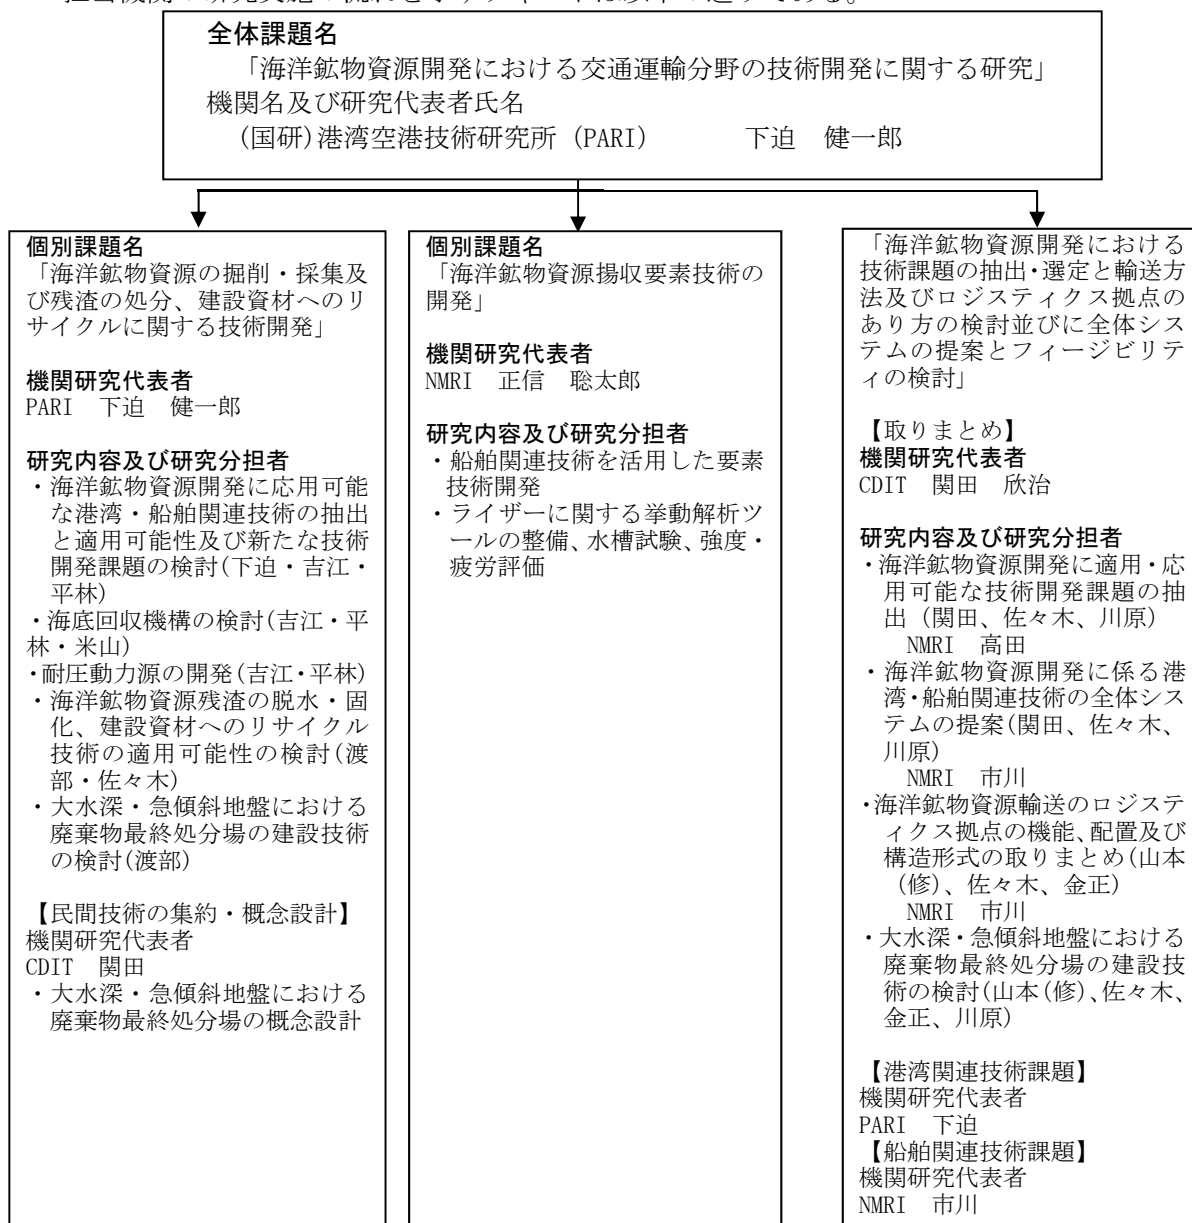 全体課題名
「海洋鉱物資源開発における交通運輸分野の技術開発に関する研究」
機関名及び研究代表者氏名
(国研)港湾空港技術研究所 (PARI) 下迫 健一郎
個別課題名
「海洋鉱物資源の掘削・採集及
び残渣の処分、建設資材へのリ
サイクルに関する技術開発」
機関研究代表者
PARI 下迫 健一郎
研究内容及び研究分担者
・海洋鉱物資源開発に応用可能
な港湾・船舶関連技術の抽出
と適用可能性及び新たな技術
開発課題の検討(下迫・吉江・
平林)
・海底回収機構の検討(吉江・平
林・米山)
・耐圧動力源の開発(吉江・平林)
・海洋鉱物資源残渣の脱水・固
化、建設資材へのリサイクル
技術の適用可能性の検討(渡
部・佐々木)
・大水深・急傾斜地盤における
廃棄物最終処分場の建設技術
の検討(渡部)
【民間技術の集約・概念設計】
機関研究代表者
CDIT 関田
・大水深・急傾斜地盤における
廃棄物最終処分場の概念設計
個別課題名
「海洋鉱物資源揚収要素技術の
開発」
機関研究代表者
NMRI 正信 聡太郎
研究内容及び研究分担者
・船舶関連技術を活用した要素
技術開発
・ライザーに関する挙動解析ツ
ールの整備、水槽試験、強度・
疲労評価
「海洋鉱物資源開発における
技術課題の抽出・選定と輸送方
法及びロジスティクス拠点の
あり方の検討並びに全体シス
テムの提案とフィージビリテ
ィの検討」
【取りまとめ】
機関研究代表者
CDIT 関田 欣治
研究内容及び研究分担者
・海洋鉱物資源開発に適用・応
用可能な技術開発課題の抽
出 (関田、佐々木、川原)
NMRI 高田
・海洋鉱物資源開発に係る港
湾・船舶関連技術の全体シス
テムの提案(関田、佐々木、
川原)
NMRI 市川
・海洋鉱物資源輸送のロジステ
ィクス拠点の機能、配置及び
構造形式の取りまとめ(山本
(修)、佐々木、金正)
NMRI 市川
・大水深・急傾斜地盤における
廃棄物最終処分場の建設技
術の検討(山本(修)、佐々木、
金正、川原)
【港湾関連技術課題】
機関研究代表者
PARI 下迫
【船舶関連技術課題】
機関研究代表者
NMRI 市川